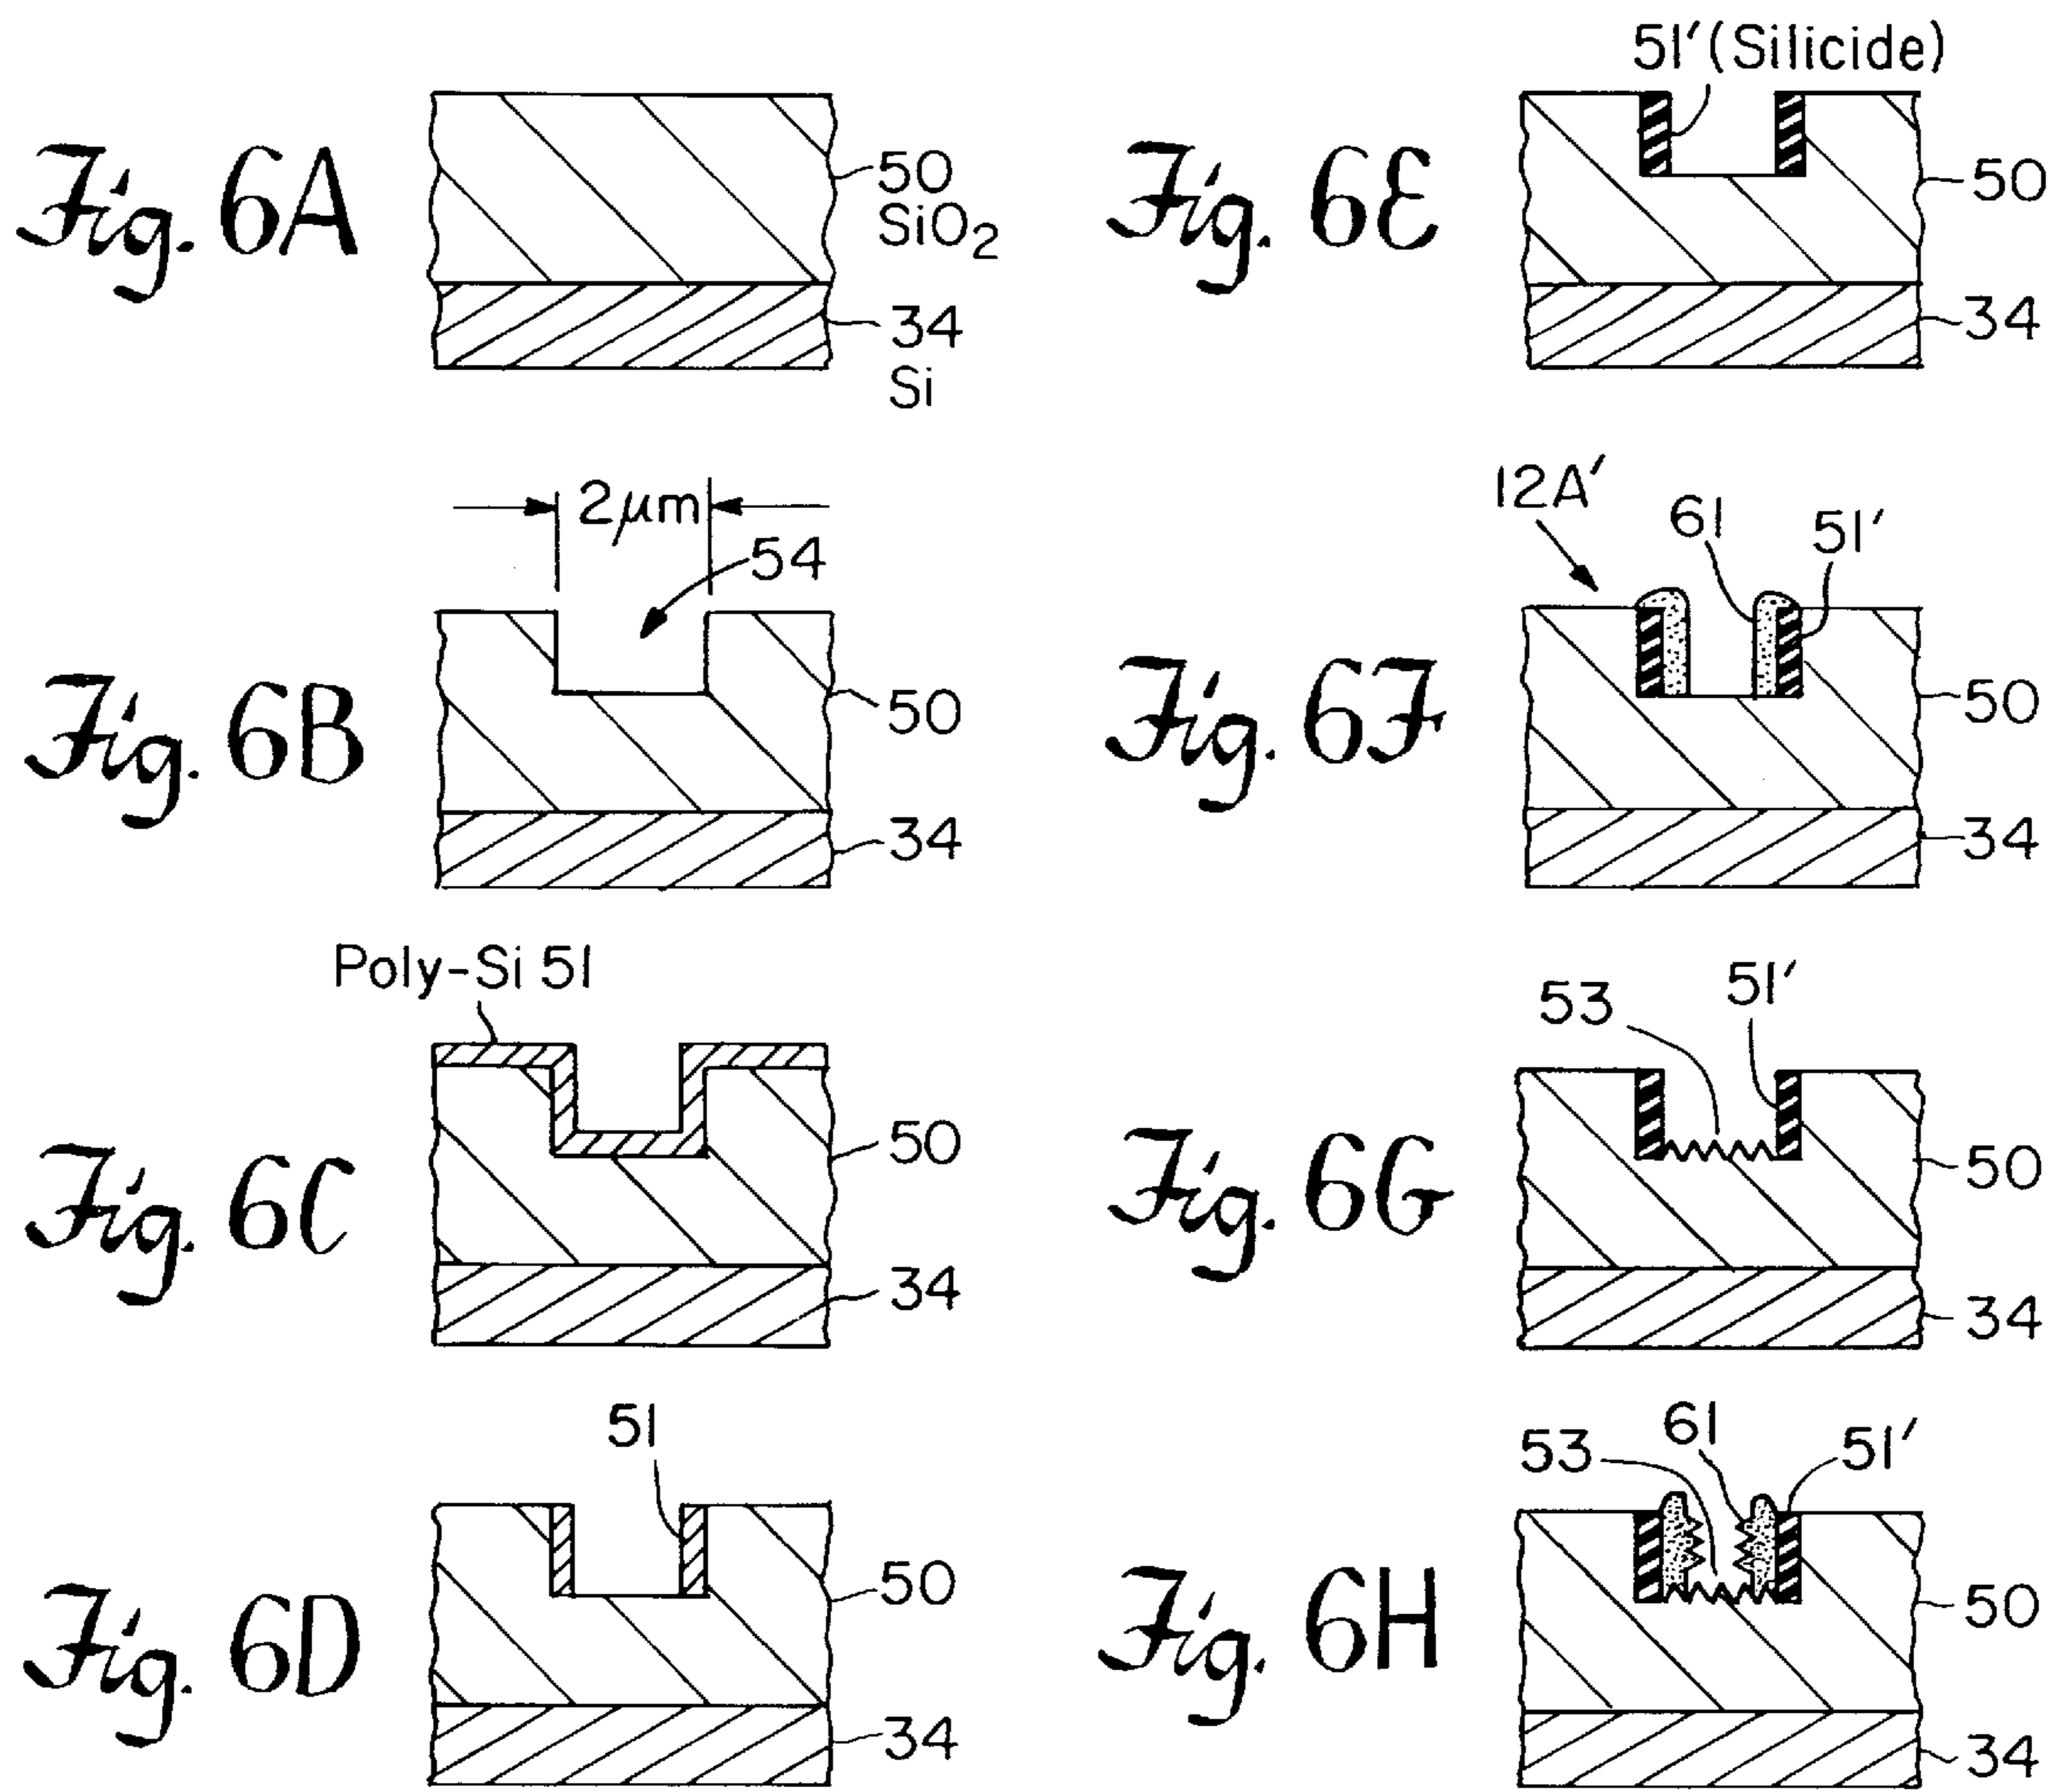 Fig. 6A
50
SiO₂
34
Si
2μm
54
Fig. 6B
50
34
Poly-Si 51
Fig. 6C
50
34
51
Fig. 6D
50
34
51′(Silicide)
Fig. 6E
50
34
12A′
61
51′
Fig. 6F
50
34
53
51′
Fig. 6G
50
34
53
61
51′
Fig. 6H
50
34